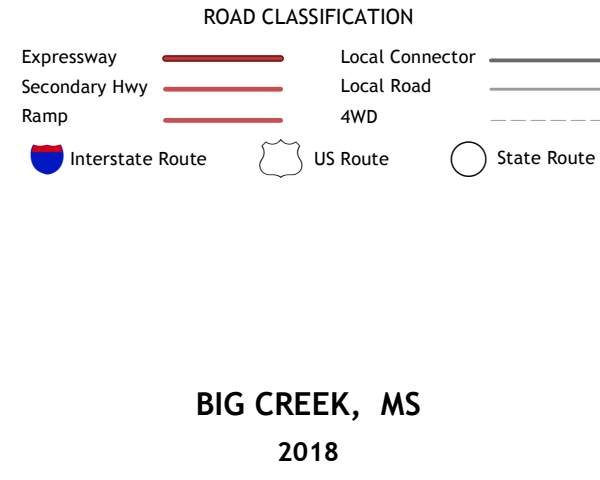 ROAD CLASSIFICATION
Expressway Local Connector
Secondary Hwy Local Road
Ramp 4WD
Interstate Route US Route State Route
BIG CREEK, MS
2018